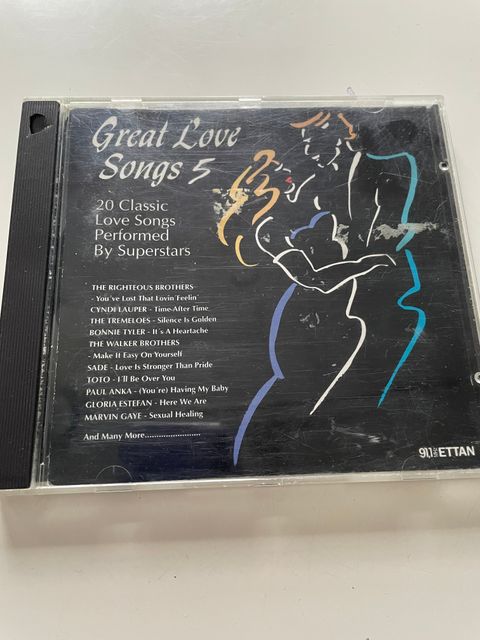 Great Love
Songs 5
20 Classic
Love Songs
Performed
By Superstars
THE RIGHTEOUS BROTHERS-
- You've Lost That Lovin'Feelin'
CYNDI LAUPER - Time After Time
THE TREMELOES - Silence Is Golden
BONNIE TYLER - It's A Heartache
THE WALKER BROTHERS
- Make It Easy On Yourself
SADE - Love Is Stronger Than Pride
TOTO - I'll Be Over You
PAUL ANKA - (You're) Having My Baby
GLORIA ESTEFAN - Here We Are
MARVIN GAYE - Sexual Healing
And Many More.......................
91,1 ETTAN